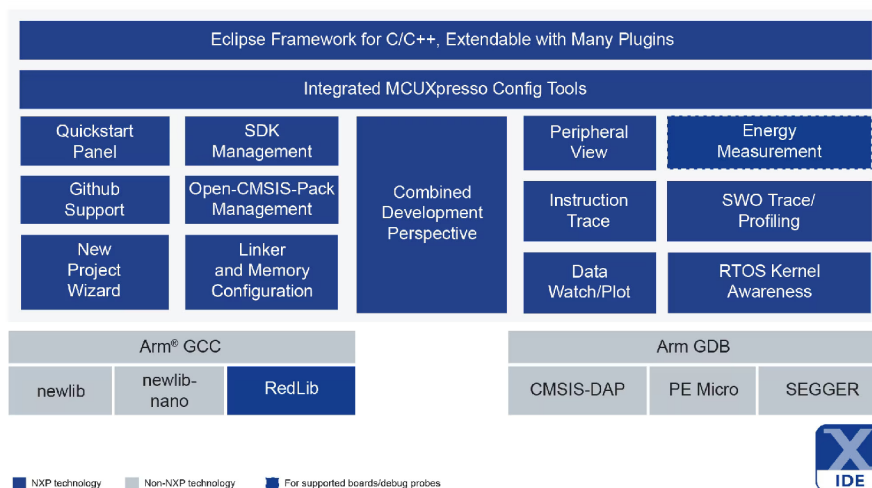 Eclipse Framework for C/C++, Extendable with Many Plugins
Integrated MCUXpresso Config Tools
Quickstart
Panel
SDK
Management
Github
Support
Open-CMSIS-Pack
Management
New
Project
Wizard
Linker
and Memory
Configuration
Combined
Development
Perspective
Peripheral
View
Energy
Measurement
Instruction
Trace
SWO Trace/
Profiling
Data
Watch/Plot
RTOS Kernel
Awareness
Arm® GCC
newlib
newlib-
nano
RedLib
Arm GDB
CMSIS-DAP
PE Micro
SEGGER
NXP technology
Non-NXP technology
For supported boards/debug probes
X
IDE